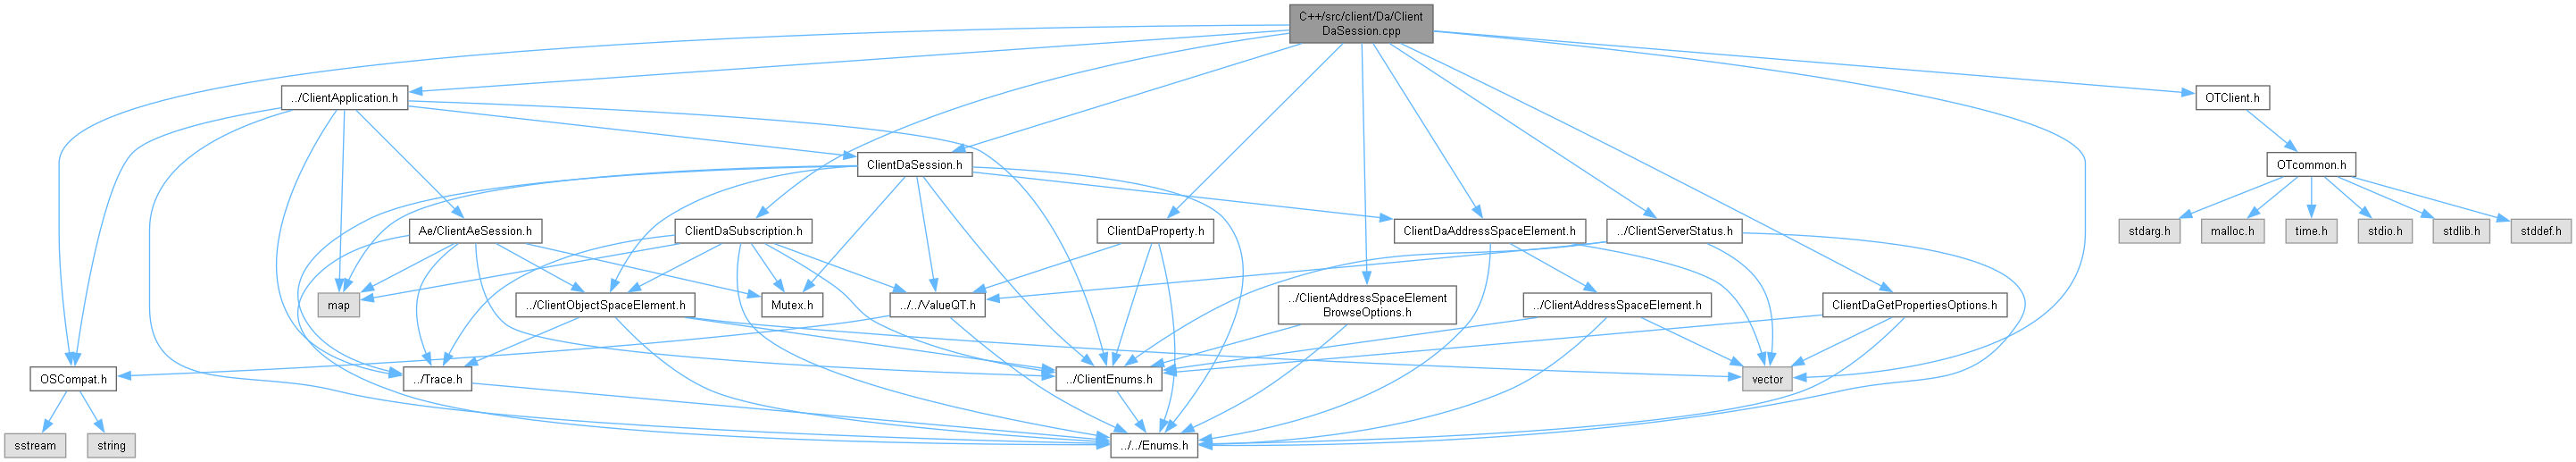 C++/src/client/Da/Client
DaSession.cpp
../ClientApplication.h
OTClient.h
ClientDaSession.h
OTcommon.h
Ae/ClientAeSession.h
ClientDaSubscription.h
ClientDaProperty.h
ClientDaAddressSpaceElement.h
../ClientServerStatus.h
stdarg.h
malloc.h
time.h
stdio.h
stdlib.h
stddef.h
map
../ClientObjectSpaceElement.h
Mutex.h
../../ValueQT.h
../ClientAddressSpaceElement
BrowseOptions.h
../ClientAddressSpaceElement.h
ClientDaGetPropertiesOptions.h
OSCompat.h
../Trace.h
../ClientEnums.h
vector
sstream
string
../../Enums.h